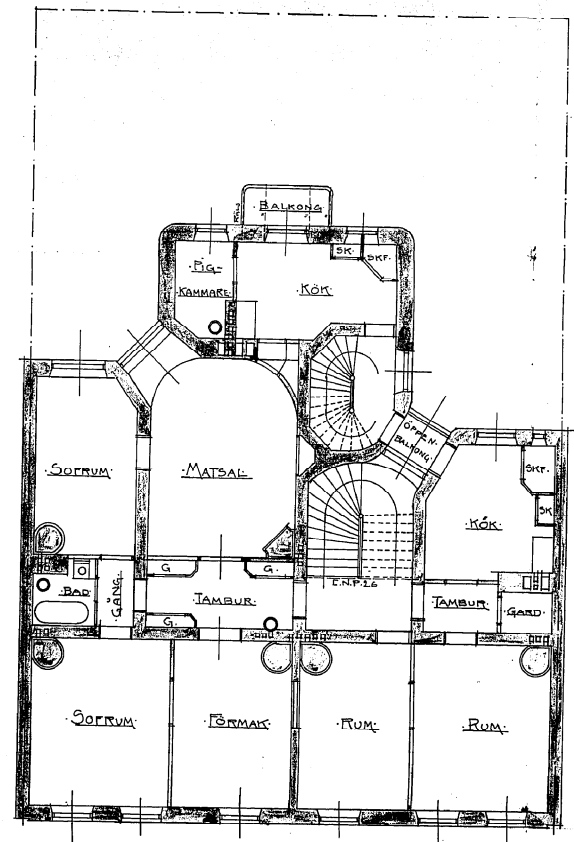 BALKONG
PIG-
KAMMARE
SK.
SKF.
KÖK
ÖPPEN
BALKONG
SOFRUM
MATSAL
SKF.
KÖK
SK
BAD
GÅNG
G
G.
TAMBUR
G.
TAMBUR
GARD
SOFRUM
FÖRMAK
RUM
RUM